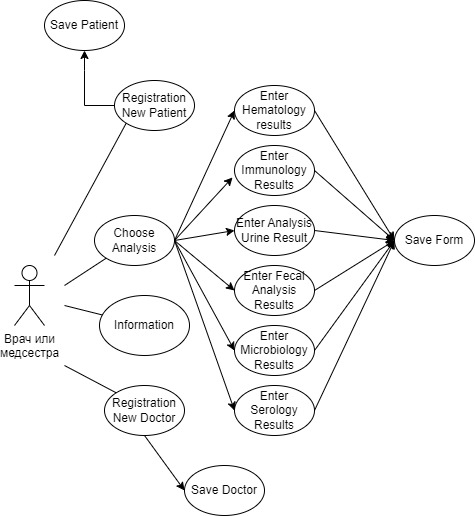 Save Patient
Registration
New Patient
Enter
Hematology
results
Enter
Immunology
Results
Choose
Analysis
Enter Analysis
Urine Result
Save Form
Enter Fecal
Analysis
Results
Information
Врач или
медсестра
Enter
Microbiology
Results
Registration
New Doctor
Enter
Serology
Results
Save Doctor